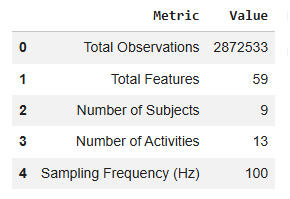 Metric Value
0 Total Observations 2872533
1 Total Features 59
2 Number of Subjects 9
3 Number of Activities 13
4 Sampling Frequency (Hz) 100